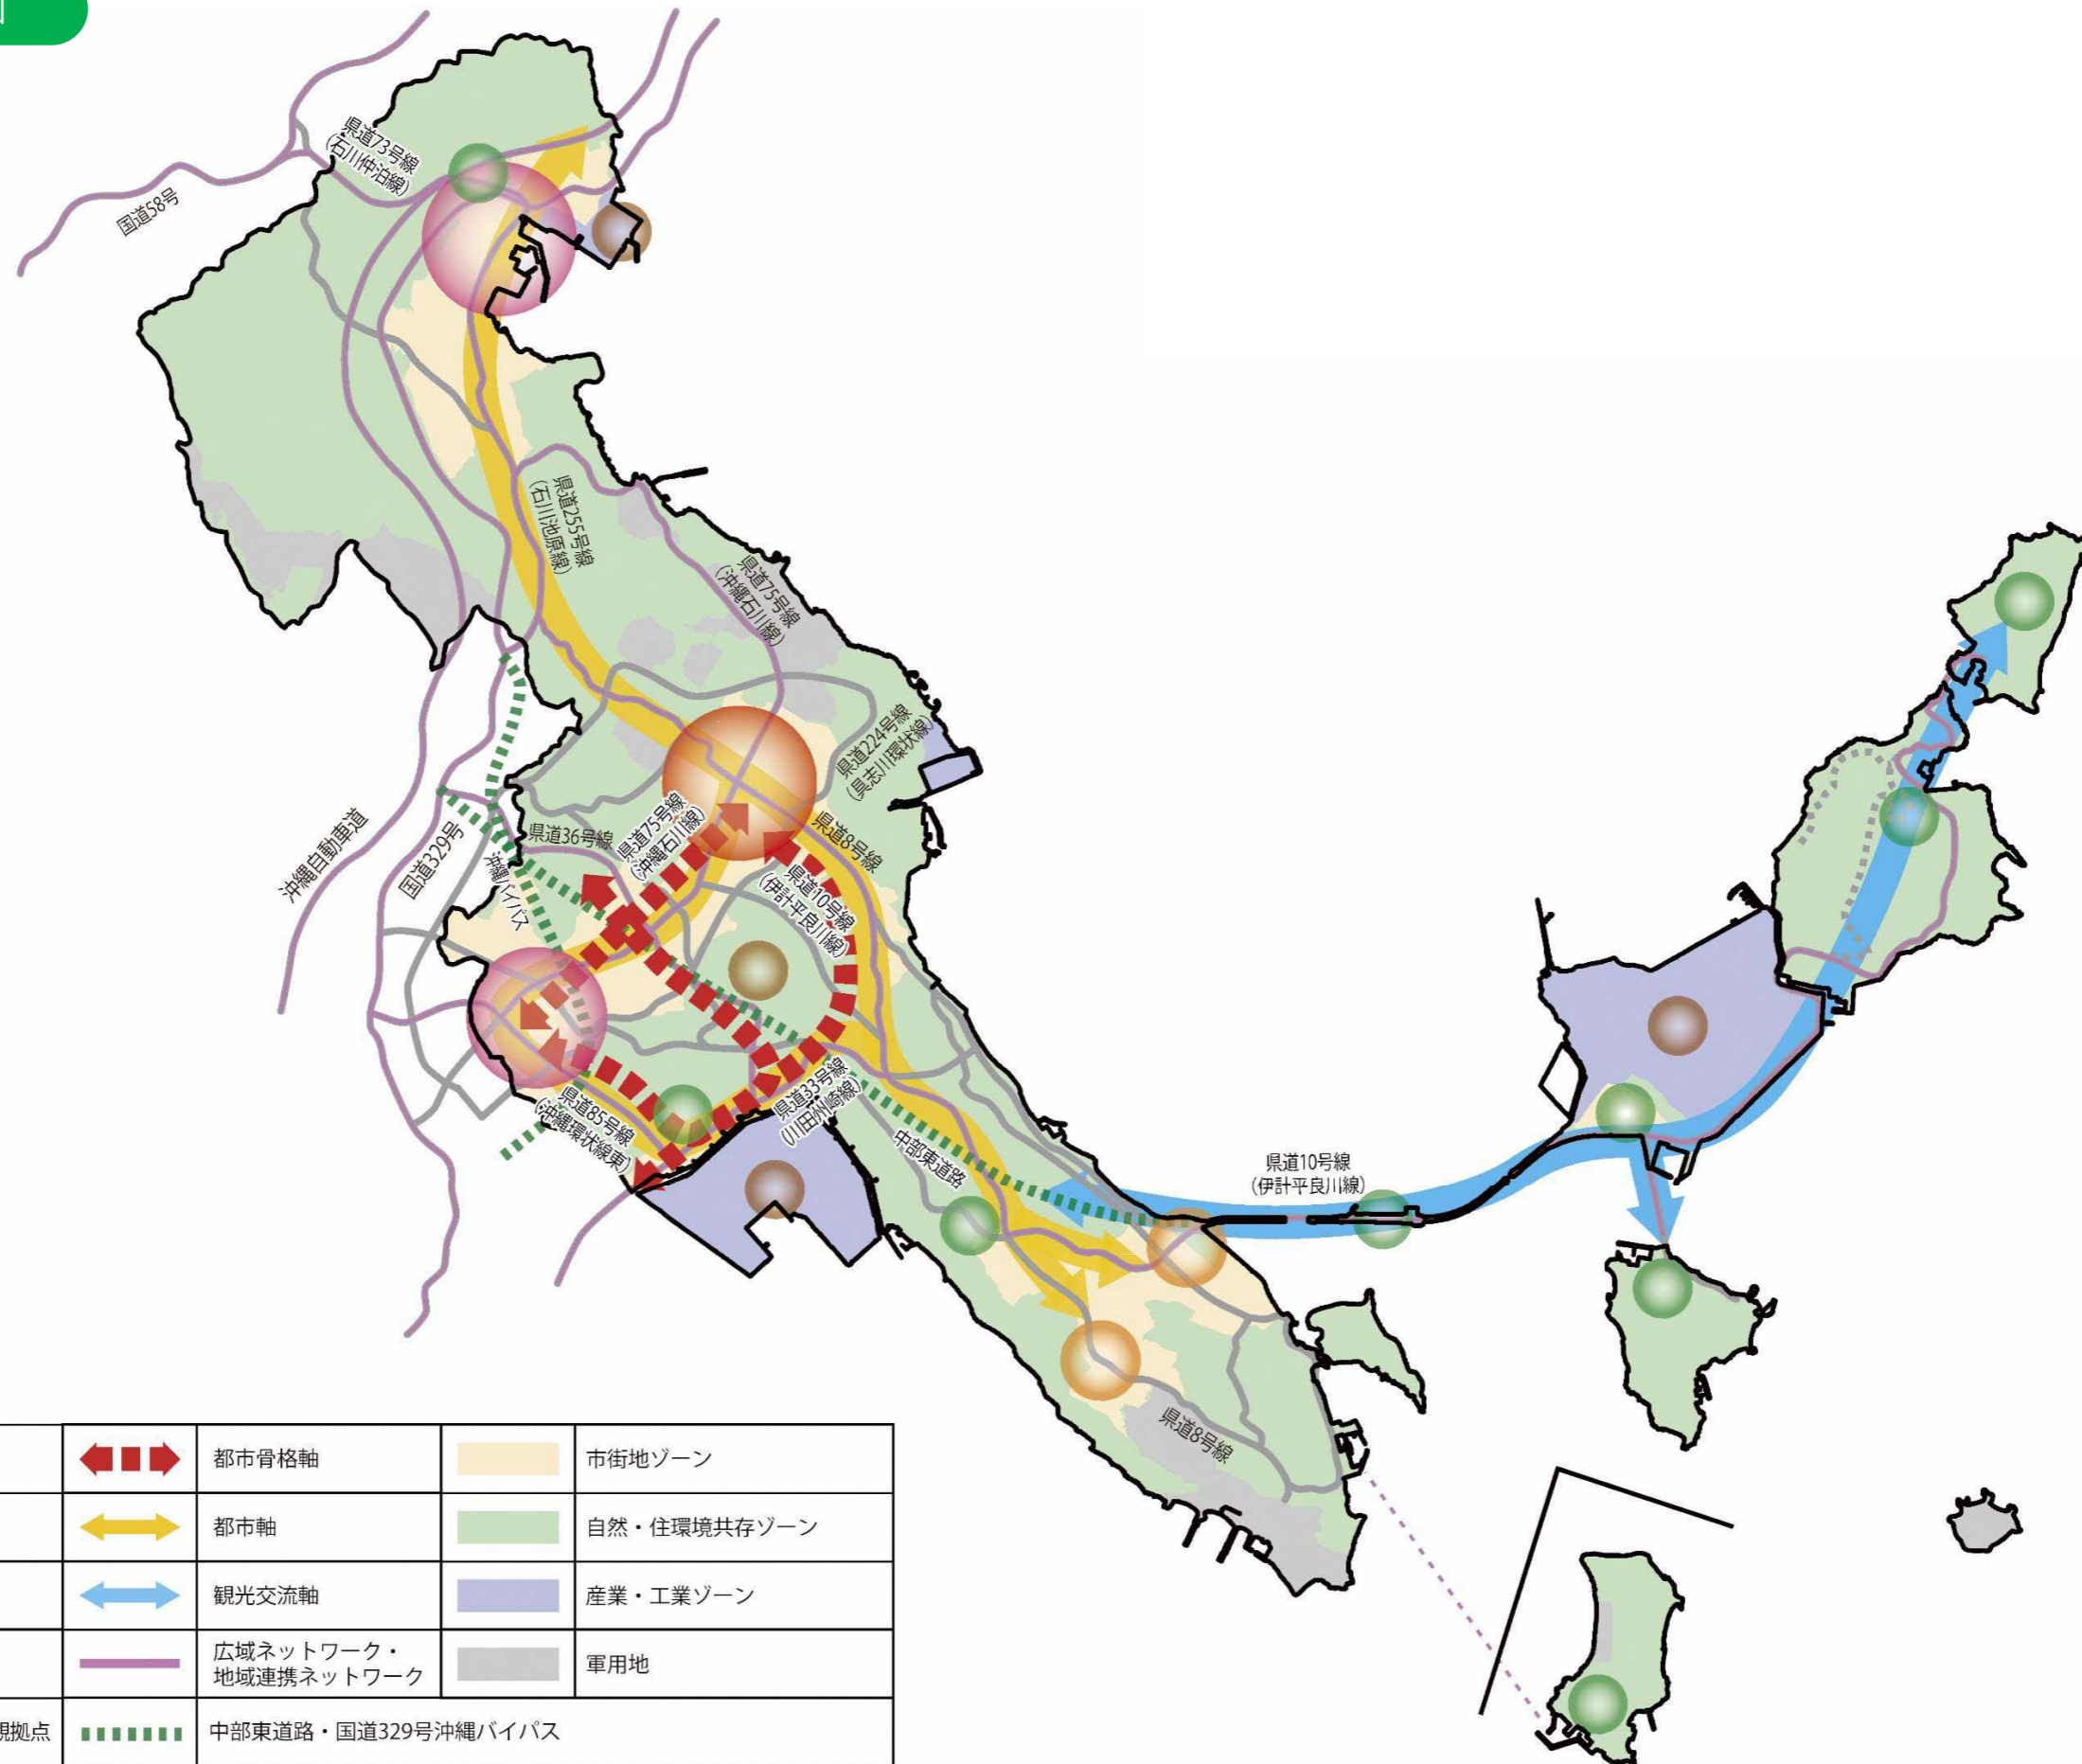 県道73号線
(石川仲泊線)
国道58号
県道255号線
(石川池原線)
県道75号線
(沖縄石川線)
県道224号線
(具志川環状線)
沖縄自動車道
国道329号
沖縄バイパス
県道36号線
県道75号線
(沖縄石川線)
県道8号線
県道10号線
(伊計平良川線)
県道85号線
(沖縄環状線東)
県道33号線
(川田州崎線)
中部東道路
県道10号線
(伊計平良川線)
県道8号線
都市骨格軸
市街地ゾーン
都市軸
自然・住環境共存ゾーン
観光交流軸
産業・工業ゾーン
広域ネットワーク・
地域連携ネットワーク
軍用地
拠点
中部東道路・国道329号沖縄バイパス